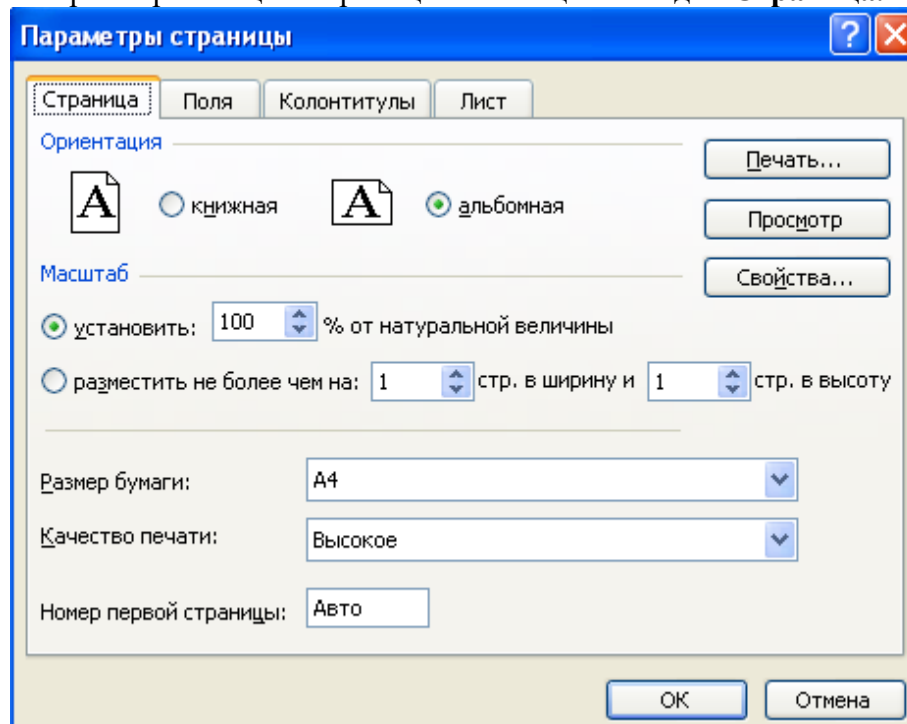 Параметры страницы
Страница Поля Колонтитулы Лист
Ориентация
Печать...
А книжная А альбомная
Просмотр
Масштаб
Свойства...
установить: 100 % от натуральной величины
разместить не более чем на: 1 стр. в ширину и 1 стр. в высоту
Размер бумаги: A4
Качество печати: Высокое
Номер первой страницы: Авто
ОК Отмена